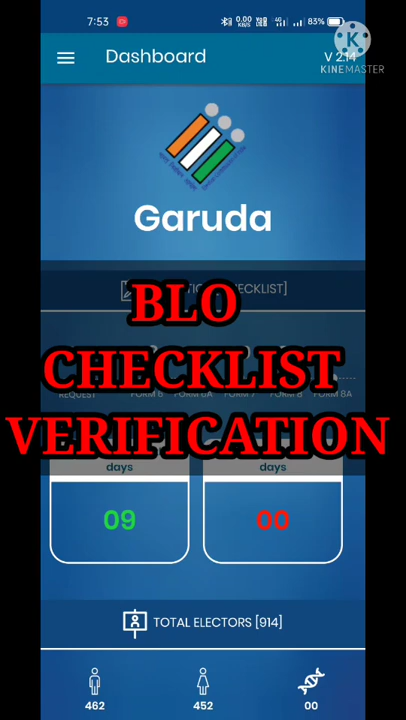 7:53
83%
Dashboard
V 2.14
KINEMASTER
Garuda
BLO
CHECKLIST
VERIFICATION
REQUEST
FORM 6
FORM 6A
FORM 7
FORM 8
FORM 8A
days
days
09
00
TOTAL ELECTORS [914]
462
452
00